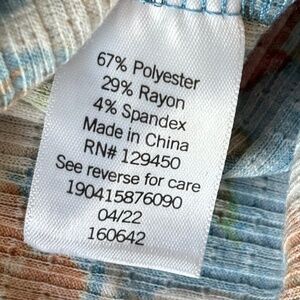 67% Polyester
29% Rayon
4% Spandex
Made in China
RN# 129450
See reverse for care
190415876090
04/22
160642